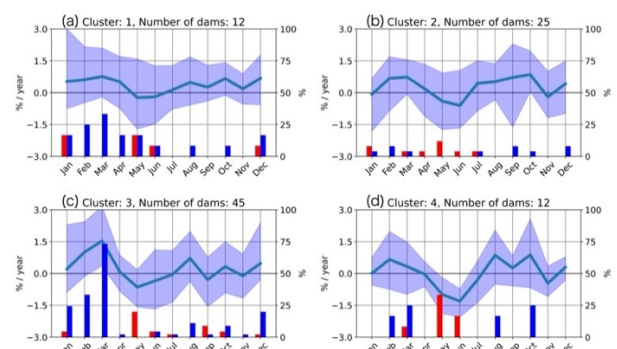 (a) Cluster: 1, Number of dams: 12
3.0 1.5 0.0 −1.5 −3.0
% / year
100 75 50 25 0
%
Jan Feb Mar Apr May Jun Jul Aug Sep Oct Nov Dec
(b) Cluster: 2, Number of dams: 25
3.0 1.5 0.0 −1.5 −3.0
% / year
100 75 50 25 0
%
Jan Feb Mar Apr May Jun Jul Aug Sep Oct Nov Dec
(c) Cluster: 3, Number of dams: 45
3.0 1.5 0.0 −1.5 −3.0
% / year
100 75 50 25 0
%
Jan Feb Mar Apr May Jun Jul Aug Sep Oct Nov Dec
(d) Cluster: 4, Number of dams: 12
3.0 1.5 0.0 −1.5 −3.0
% / year
100 75 50 25 0
%
Jan Feb Mar Apr May Jun Jul Aug Sep Oct Nov Dec